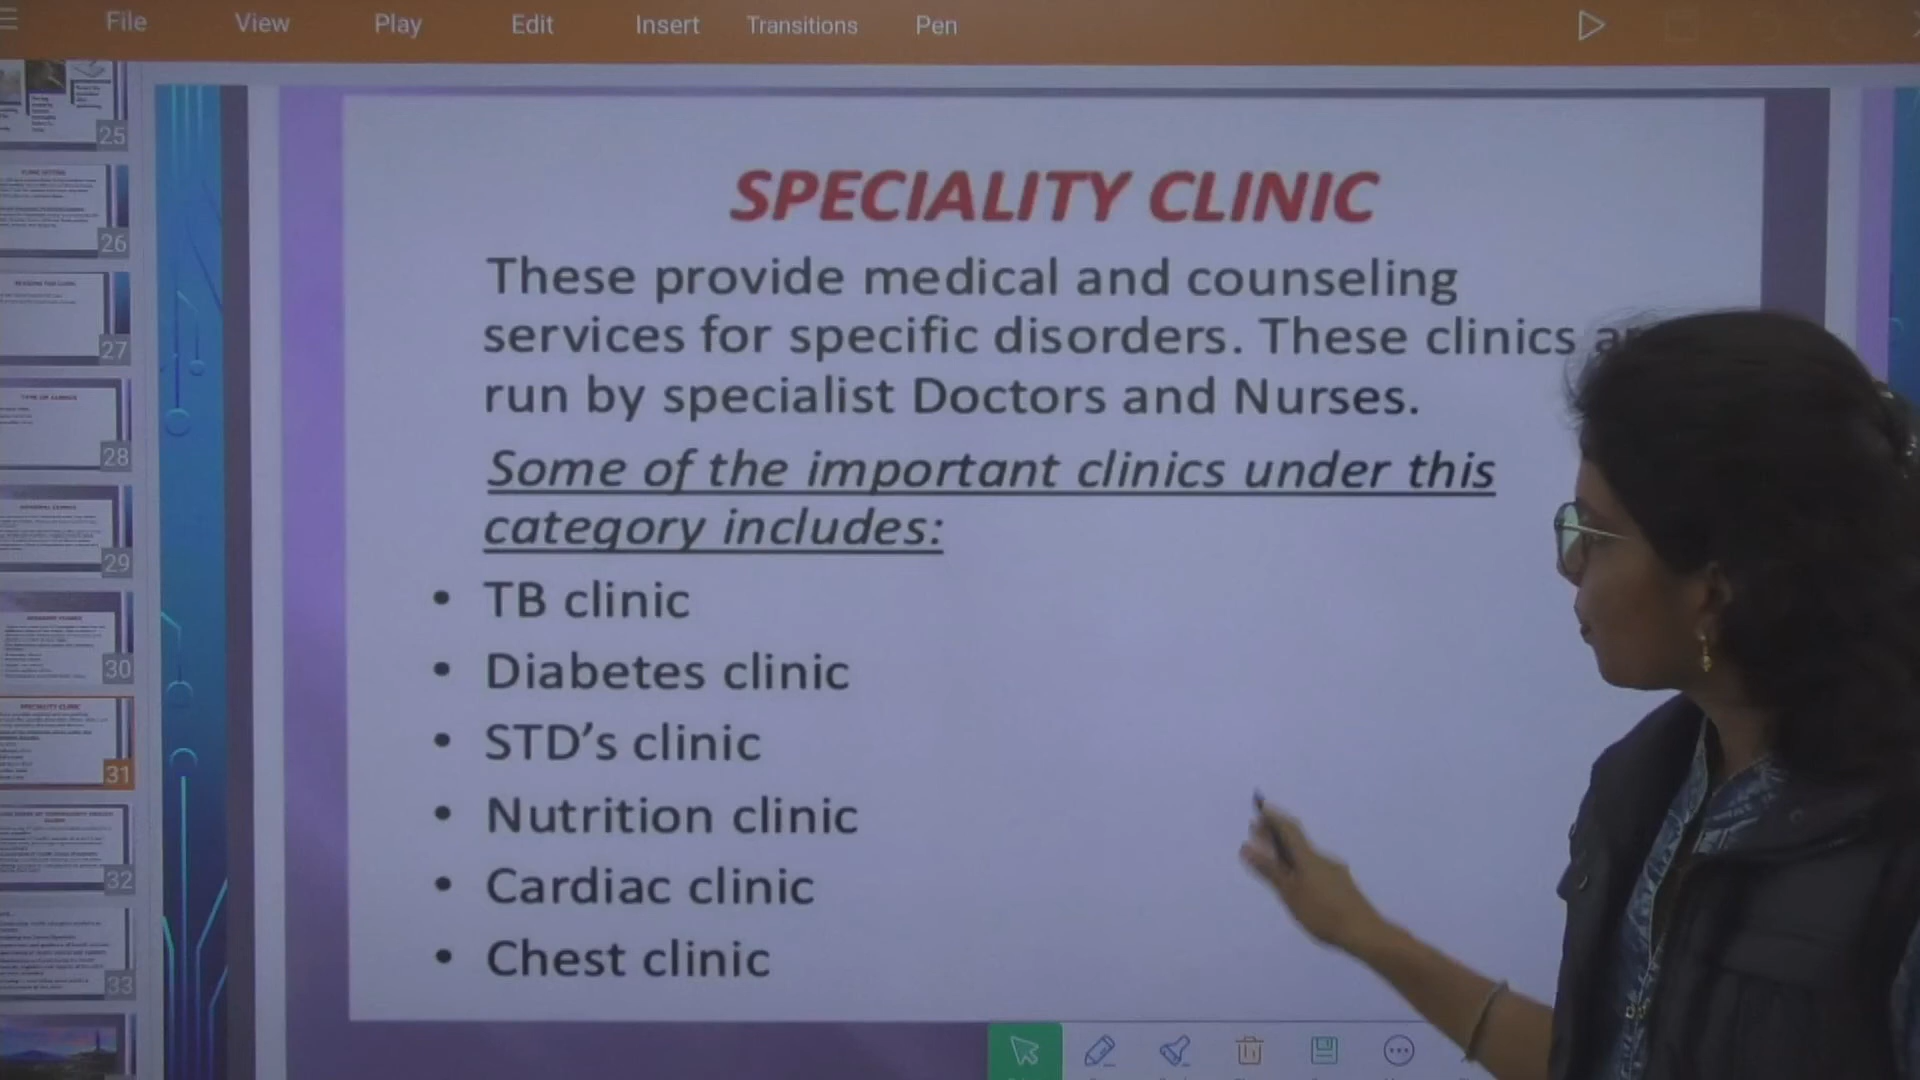 File View Play Edit Insert Transitions Pen
SPECIALITY CLINIC
These provide medical and counseling
services for specific disorders. These clinics
run by specialist Doctors and Nurses.
Some of the important clinics under this
category includes:
• TB clinic
• Diabetes clinic
• STD's clinic
• Nutrition clinic
• Cardiac clinic
• Chest clinic
25
26
27
28
29
30
SPECIALITY CLINIC
31
32
33